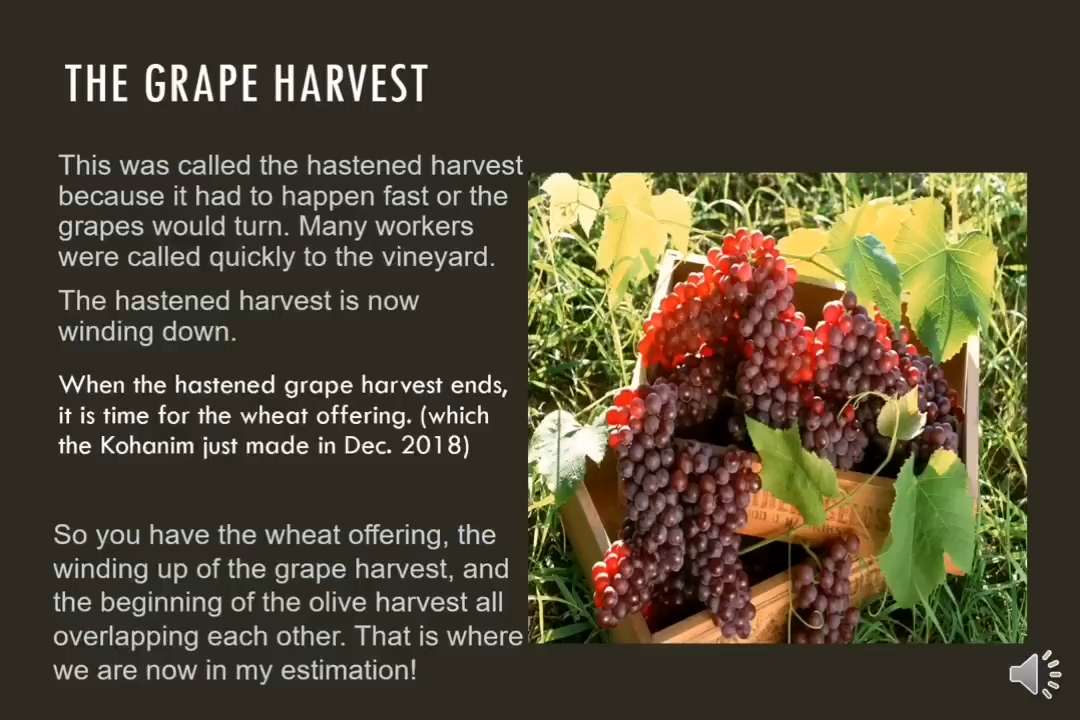 THE GRAPE HARVEST
This was called the hastened harvest
because it had to happen fast or the
grapes would turn. Many workers
were called quickly to the vineyard.
The hastened harvest is now
winding down.
When the hastened grape harvest ends,
it is time for the wheat offering. (which
the Kohanim just made in Dec. 2018)
So you have the wheat offering, the
winding up of the grape harvest, and
the beginning of the olive harvest all
overlapping each other. That is where
we are now in my estimation!